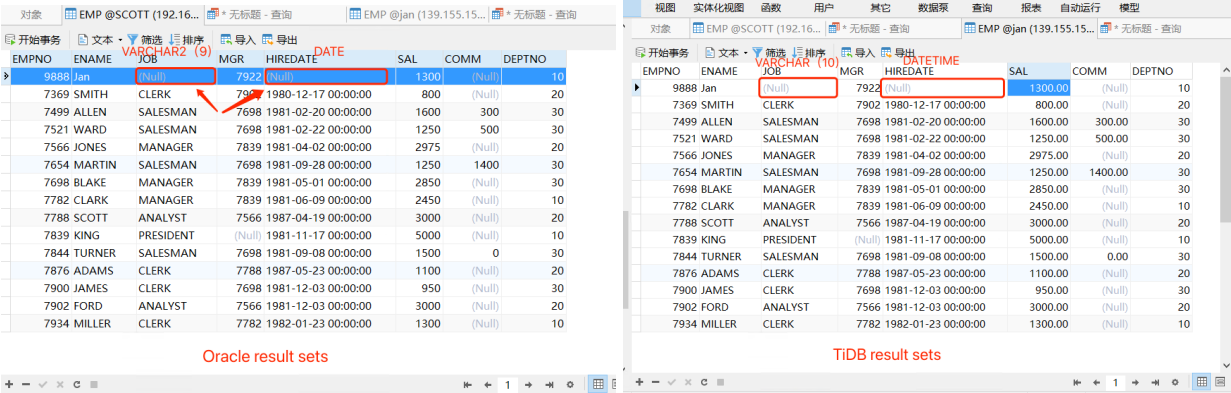 对象 EMP @SCOTT (192.16... * 无标题 - 查询 EMP @jan (139.155.15... * 无标题 - 查询
开始事务 文本 筛选 排序 导入 导出
VARCHAR2（9） DATE
EMPNO ENAME JOB MGR HIREDATE SAL COMM DEPTNO
9888 Jan (Null) 7922 (Null) 1300 (Null) 10
7369 SMITH CLERK 7902 1980-12-17 00:00:00 800 (Null) 20
7499 ALLEN SALESMAN 7698 1981-02-20 00:00:00 1600 300 30
7521 WARD SALESMAN 7698 1981-02-22 00:00:00 1250 500 30
7566 JONES MANAGER 7839 1981-04-02 00:00:00 2975 (Null) 20
7654 MARTIN SALESMAN 7698 1981-09-28 00:00:00 1250 1400 30
7698 BLAKE MANAGER 7839 1981-05-01 00:00:00 2850 (Null) 30
7782 CLARK MANAGER 7839 1981-06-09 00:00:00 2450 (Null) 10
7788 SCOTT ANALYST 7566 1987-04-19 00:00:00 3000 (Null) 20
7839 KING PRESIDENT (Null) 1981-11-17 00:00:00 5000 (Null) 10
7844 TURNER SALESMAN 7698 1981-09-08 00:00:00 1500 0 30
7876 ADAMS CLERK 7788 1987-05-23 00:00:00 1100 (Null) 20
7900 JAMES CLERK 7698 1981-12-03 00:00:00 950 (Null) 30
7902 FORD ANALYST 7566 1981-12-03 00:00:00 3000 (Null) 20
7934 MILLER CLERK 7782 1982-01-23 00:00:00 1300 (Null) 10
Oracle result sets
1
视图 实体化视图 函数 用户 其它 数据泵 查询 报表 自动运行 模型
对象 EMP @SCOTT (192.16... * 无标题 - 查询 EMP @jan (139.155.15... * 无标题 - 查询
开始事务 文本 筛选 排序 导入 导出
VARCHAR（10） DATETIME
EMPNO ENAME JOB MGR HIREDATE SAL COMM DEPTNO
9888 Jan (Null) 7922 (Null) 1300.00 (Null) 10
7369 SMITH CLERK 7902 1980-12-17 00:00:00 800.00 (Null) 20
7499 ALLEN SALESMAN 7698 1981-02-20 00:00:00 1600.00 300.00 30
7521 WARD SALESMAN 7698 1981-02-22 00:00:00 1250.00 500.00 30
7566 JONES MANAGER 7839 1981-04-02 00:00:00 2975.00 (Null) 20
7654 MARTIN SALESMAN 7698 1981-09-28 00:00:00 1250.00 1400.00 30
7698 BLAKE MANAGER 7839 1981-05-01 00:00:00 2850.00 (Null) 30
7782 CLARK MANAGER 7839 1981-06-09 00:00:00 2450.00 (Null) 10
7788 SCOTT ANALYST 7566 1987-04-19 00:00:00 3000.00 (Null) 20
7839 KING PRESIDENT (Null) 1981-11-17 00:00:00 5000.00 (Null) 10
7844 TURNER SALESMAN 7698 1981-09-08 00:00:00 1500.00 0.00 30
7876 ADAMS CLERK 7788 1987-05-23 00:00:00 1100.00 (Null) 20
7900 JAMES CLERK 7698 1981-12-03 00:00:00 950.00 (Null) 30
7902 FORD ANALYST 7566 1981-12-03 00:00:00 3000.00 (Null) 20
7934 MILLER CLERK 7782 1982-01-23 00:00:00 1300.00 (Null) 10
TiDB result sets
1